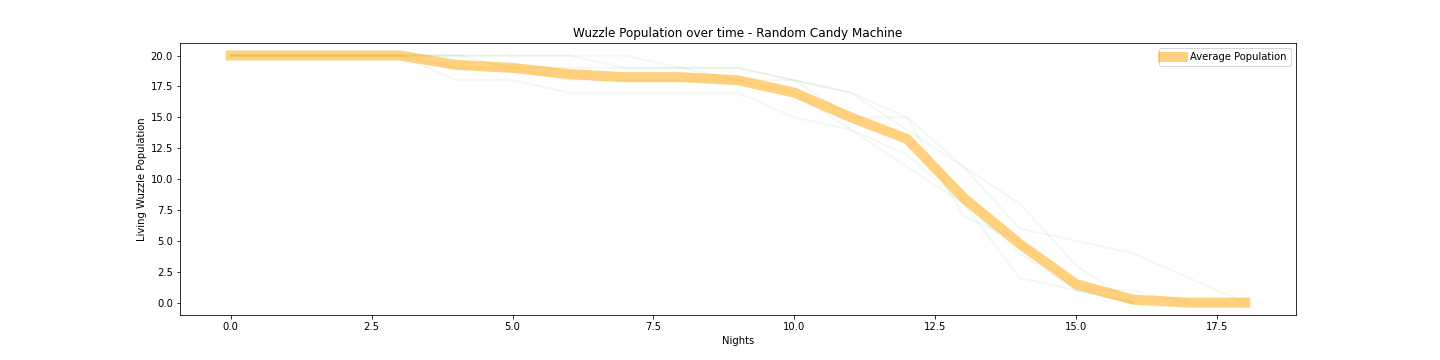 Wuzzle Population over time - Random Candy Machine
Average Population
Living Wuzzle Population
20.0
17.5
15.0
12.5
10.0
7.5
5.0
2.5
0.0
0.0 2.5 5.0 7.5 10.0 12.5 15.0 17.5
Nights